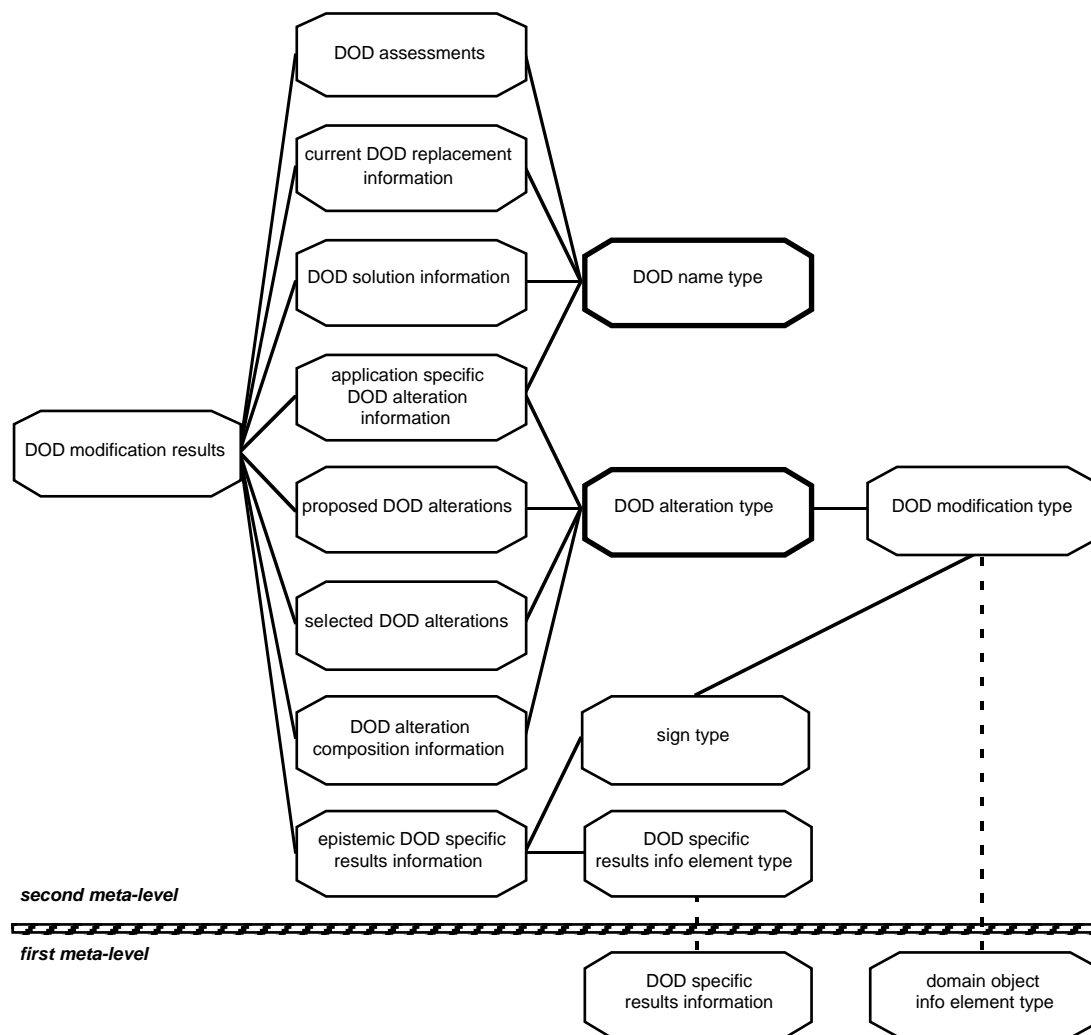 DOD assessments
current DOD replacement
information
DOD solution information
DOD name type
application specific
DOD alteration
information
DOD modification results
proposed DOD alterations
DOD alteration type
DOD modification type
selected DOD alterations
DOD alteration
composition information
sign type
epistemic DOD specific
results information
DOD specific
results info element type
second meta-level
first meta-level
DOD specific
results information
domain object
info element type